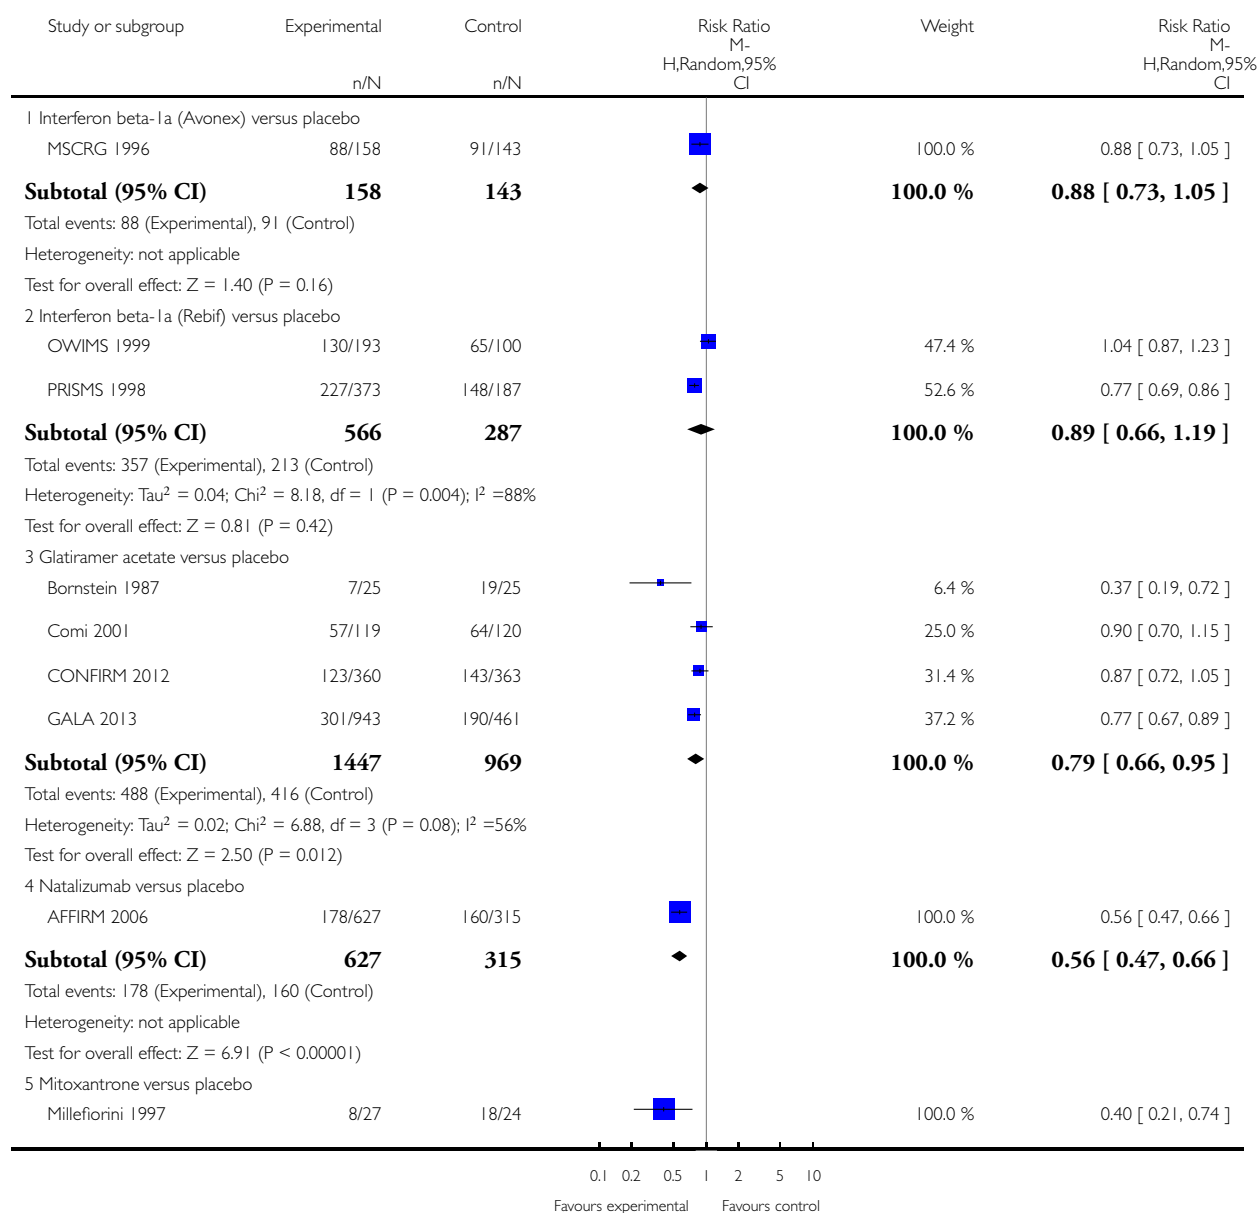 Study or subgroup Experimental Control Risk Ratio Weight Risk Ratio
M- M-
H,Random,95% H,Random,95%
n/N n/N CI CI
1 Interferon beta-1a (Avonex) versus placebo
MSCRG 1996 88/158 91/143 100.0 % 0.88 [ 0.73, 1.05 ]
Subtotal (95% CI) 158 143 100.0 % 0.88 [ 0.73, 1.05 ]
Total events: 88 (Experimental), 91 (Control)
Heterogeneity: not applicable
Test for overall effect: Z = 1.40 (P = 0.16)
2 Interferon beta-1a (Rebif) versus placebo
OWIMS 1999 130/193 65/100 47.4 % 1.04 [ 0.87, 1.23 ]
PRISMS 1998 227/373 148/187 52.6 % 0.77 [ 0.69, 0.86 ]
Subtotal (95% CI) 566 287 100.0 % 0.89 [ 0.66, 1.19 ]
Total events: 357 (Experimental), 213 (Control)
Heterogeneity: Tau² = 0.04; Chi² = 8.18, df = 1 (P = 0.004); I² =88%
Test for overall effect: Z = 0.81 (P = 0.42)
3 Glatiramer acetate versus placebo
Bornstein 1987 7/25 19/25 6.4 % 0.37 [ 0.19, 0.72 ]
Comi 2001 57/119 64/120 25.0 % 0.90 [ 0.70, 1.15 ]
CONFIRM 2012 123/360 143/363 31.4 % 0.87 [ 0.72, 1.05 ]
GALA 2013 301/943 190/461 37.2 % 0.77 [ 0.67, 0.89 ]
Subtotal (95% CI) 1447 969 100.0 % 0.79 [ 0.66, 0.95 ]
Total events: 488 (Experimental), 416 (Control)
Heterogeneity: Tau² = 0.02; Chi² = 6.88, df = 3 (P = 0.08); I² =56%
Test for overall effect: Z = 2.50 (P = 0.012)
4 Natalizumab versus placebo
AFFIRM 2006 178/627 160/315 100.0 % 0.56 [ 0.47, 0.66 ]
Subtotal (95% CI) 627 315 100.0 % 0.56 [ 0.47, 0.66 ]
Total events: 178 (Experimental), 160 (Control)
Heterogeneity: not applicable
Test for overall effect: Z = 6.91 (P < 0.00001)
5 Mitoxantrone versus placebo
Millefiorini 1997 8/27 18/24 100.0 % 0.40 [ 0.21, 0.74 ]
0.1 0.2 0.5 1 2 5 10
Favours experimental Favours control